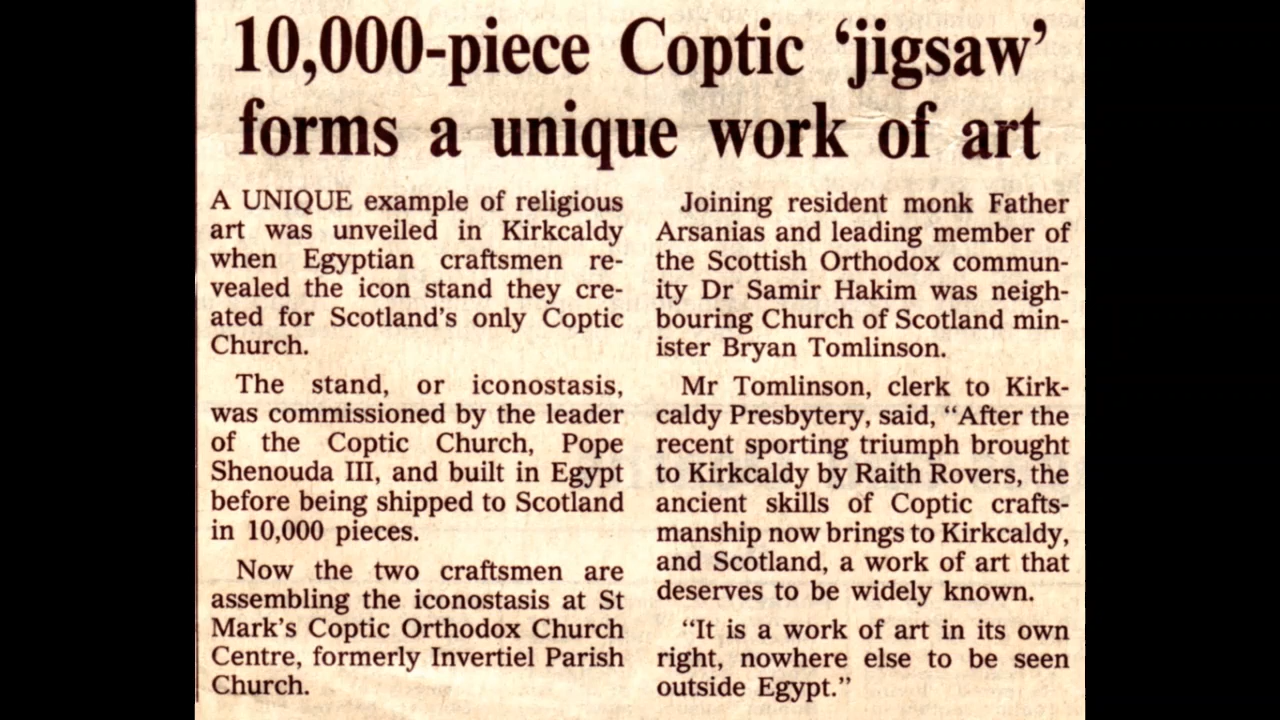 10,000-piece Coptic ‘jigsaw’
forms a unique work of art
A UNIQUE example of religious
art was unveiled in Kirkcaldy
when Egyptian craftsmen re-
vealed the icon stand they cre-
ated for Scotland’s only Coptic
Church.
The stand, or iconostasis,
was commissioned by the leader
of the Coptic Church, Pope
Shenouda III, and built in Egypt
before being shipped to Scotland
in 10,000 pieces.
Now the two craftsmen are
assembling the iconostasis at St
Mark’s Coptic Orthodox Church
Centre, formerly Invertiel Parish
Church.
Joining resident monk Father
Arsanias and leading member of
the Scottish Orthodox commun-
ity Dr Samir Hakim was neigh-
bouring Church of Scotland min-
ister Bryan Tomlinson.
Mr Tomlinson, clerk to Kirk-
caldy Presbytery, said, “After the
recent sporting triumph brought
to Kirkcaldy by Raith Rovers, the
ancient skills of Coptic crafts-
manship now brings to Kirkcaldy,
and Scotland, a work of art that
deserves to be widely known.
“It is a work of art in its own
right, nowhere else to be seen
outside Egypt.”